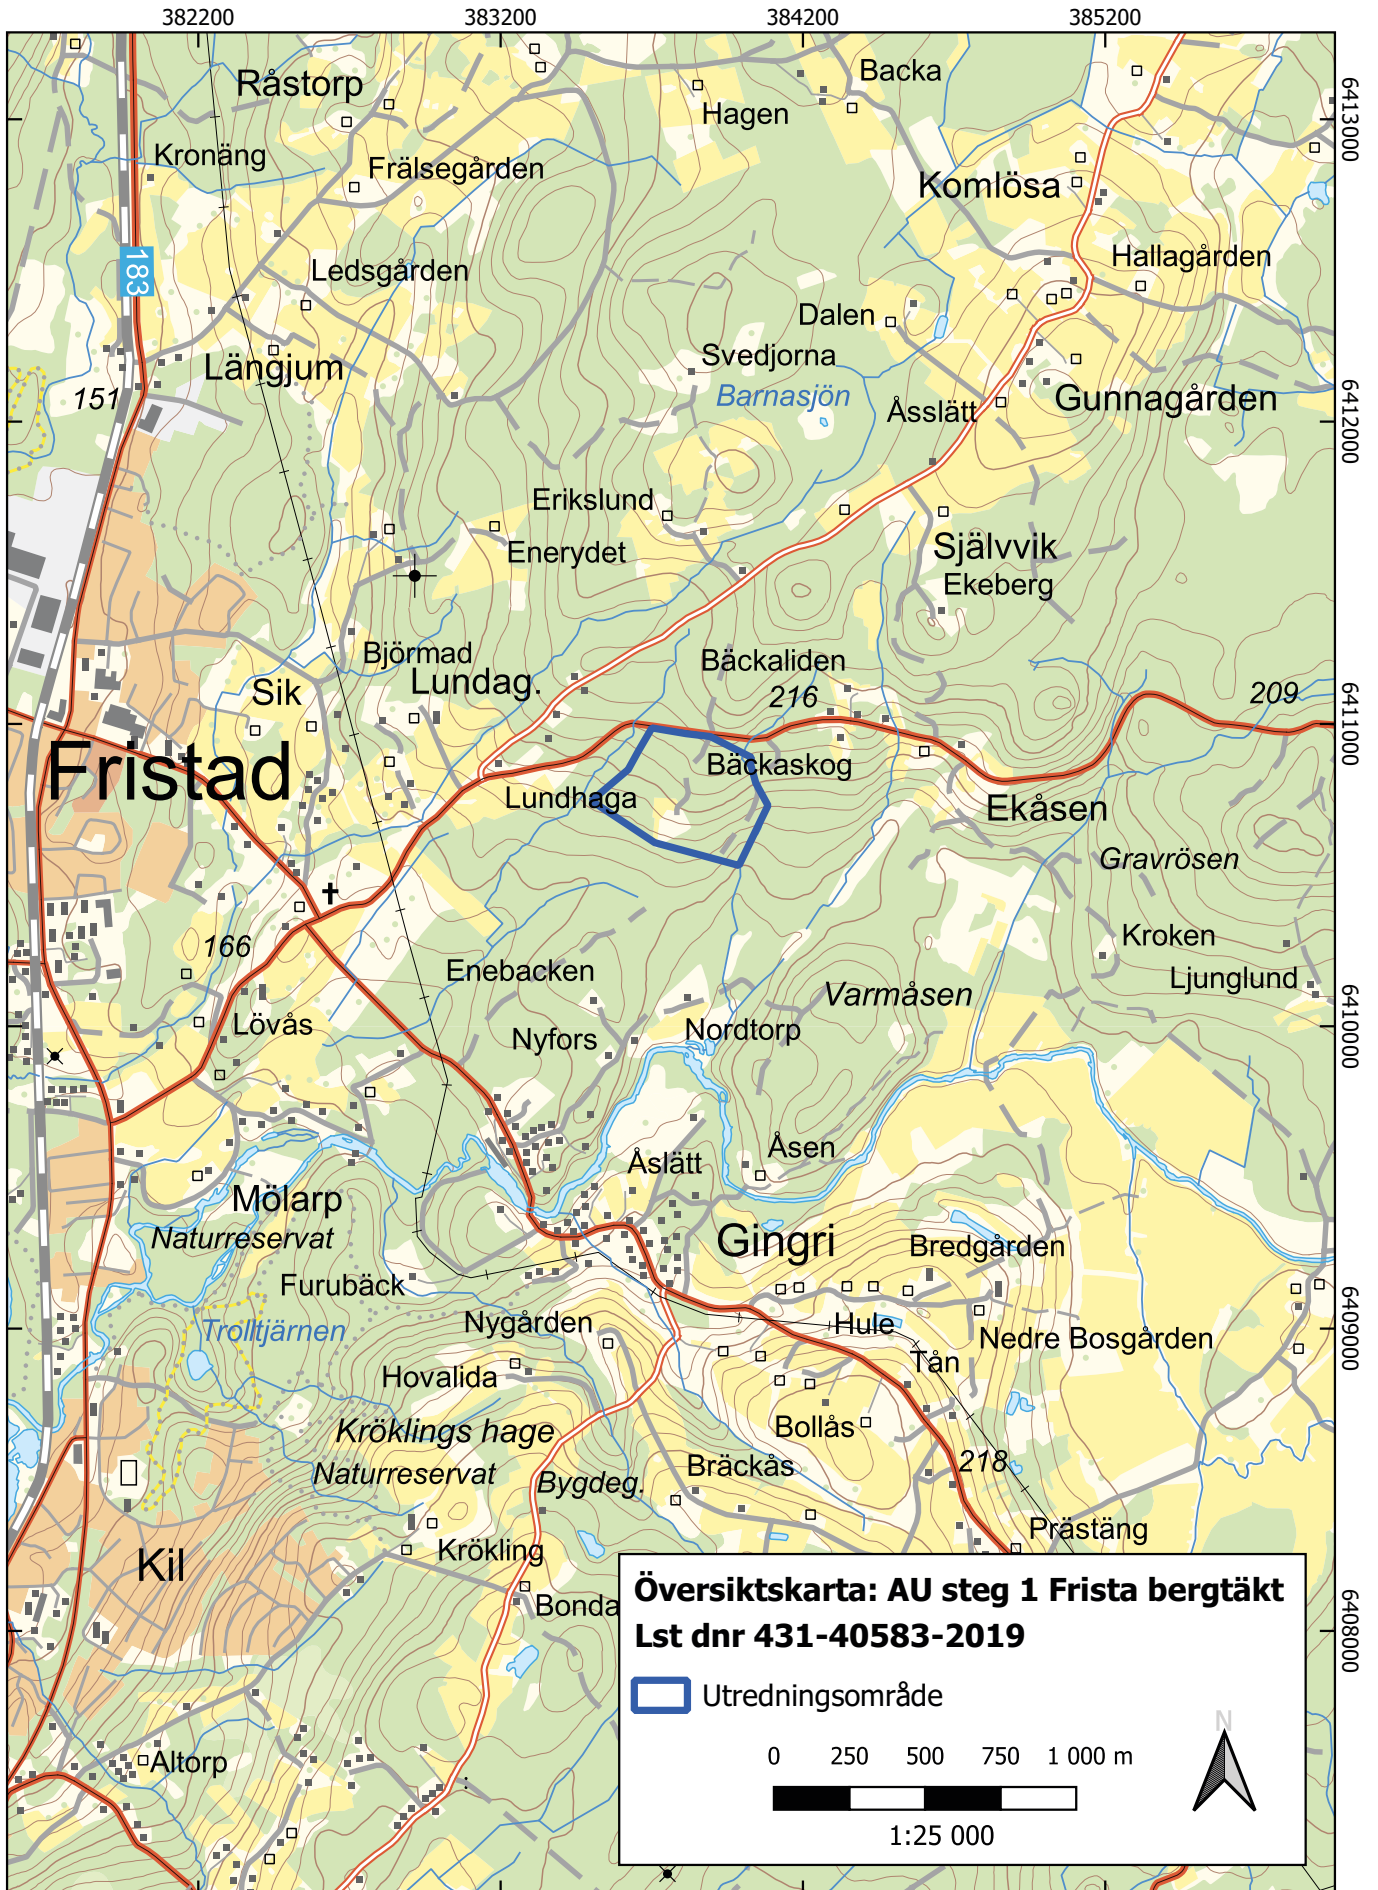 382200
383200
384200
385200
Råstorp
Backa
Hagen
6413000
Kronäng
Frälsegården
Komlösa
183
Ledsgården
Hallagården
Dalen
Svedjorna
Längjum
151
Barnasjön
Åsslätt
Gunnagården
6412000
Erikslund
Enerydet
Självvik
Ekeberg
Björmad
Lundag.
Bäckaliden
Sik
216
209
6411000
Fristad
Bäckaskog
Lundhaga
Ekåsen
Gravrösen
166
Kroken
Enebacken
Ljunglund
Varmåsen
Lövås
Nyfors
Nordtorp
6410000
Åsen
Åslätt
Mölarp
Naturreservat
Gingri
Bredgården
Furubäck
Trolltjärnen
Nygården
Hule
Nedre Bosgården
6409000
Tån
Hovalida
Kröklings hage
Bollås
Naturreservat
Bygdeg.
Bräckås
218
Prästäng
Krökling
Kil
Bonda
Översiktskarta: AU steg 1 Frista bergtäkt
Lst dnr 431-40583-2019
6408000
Utredningsområde
N
Altorp
0 250 500 750 1 000 m
1:25 000